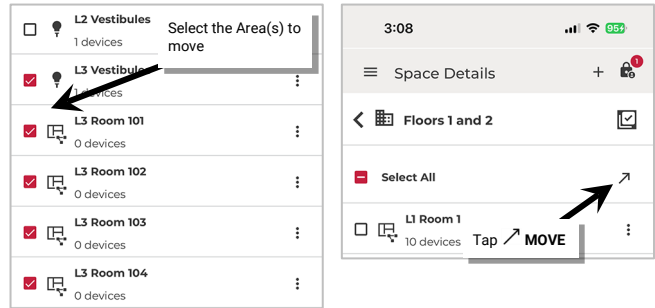 L2 Vestibules
1 devices
Select the Area(s) to
move
L3 Vestibule
1 devices
L3 Room 101
0 devices
L3 Room 102
0 devices
L3 Room 103
0 devices
L3 Room 104
0 devices
3:08
95
Space Details
1
Floors 1 and 2
Select All
L1 Room 1
10 devices
Tap MOVE